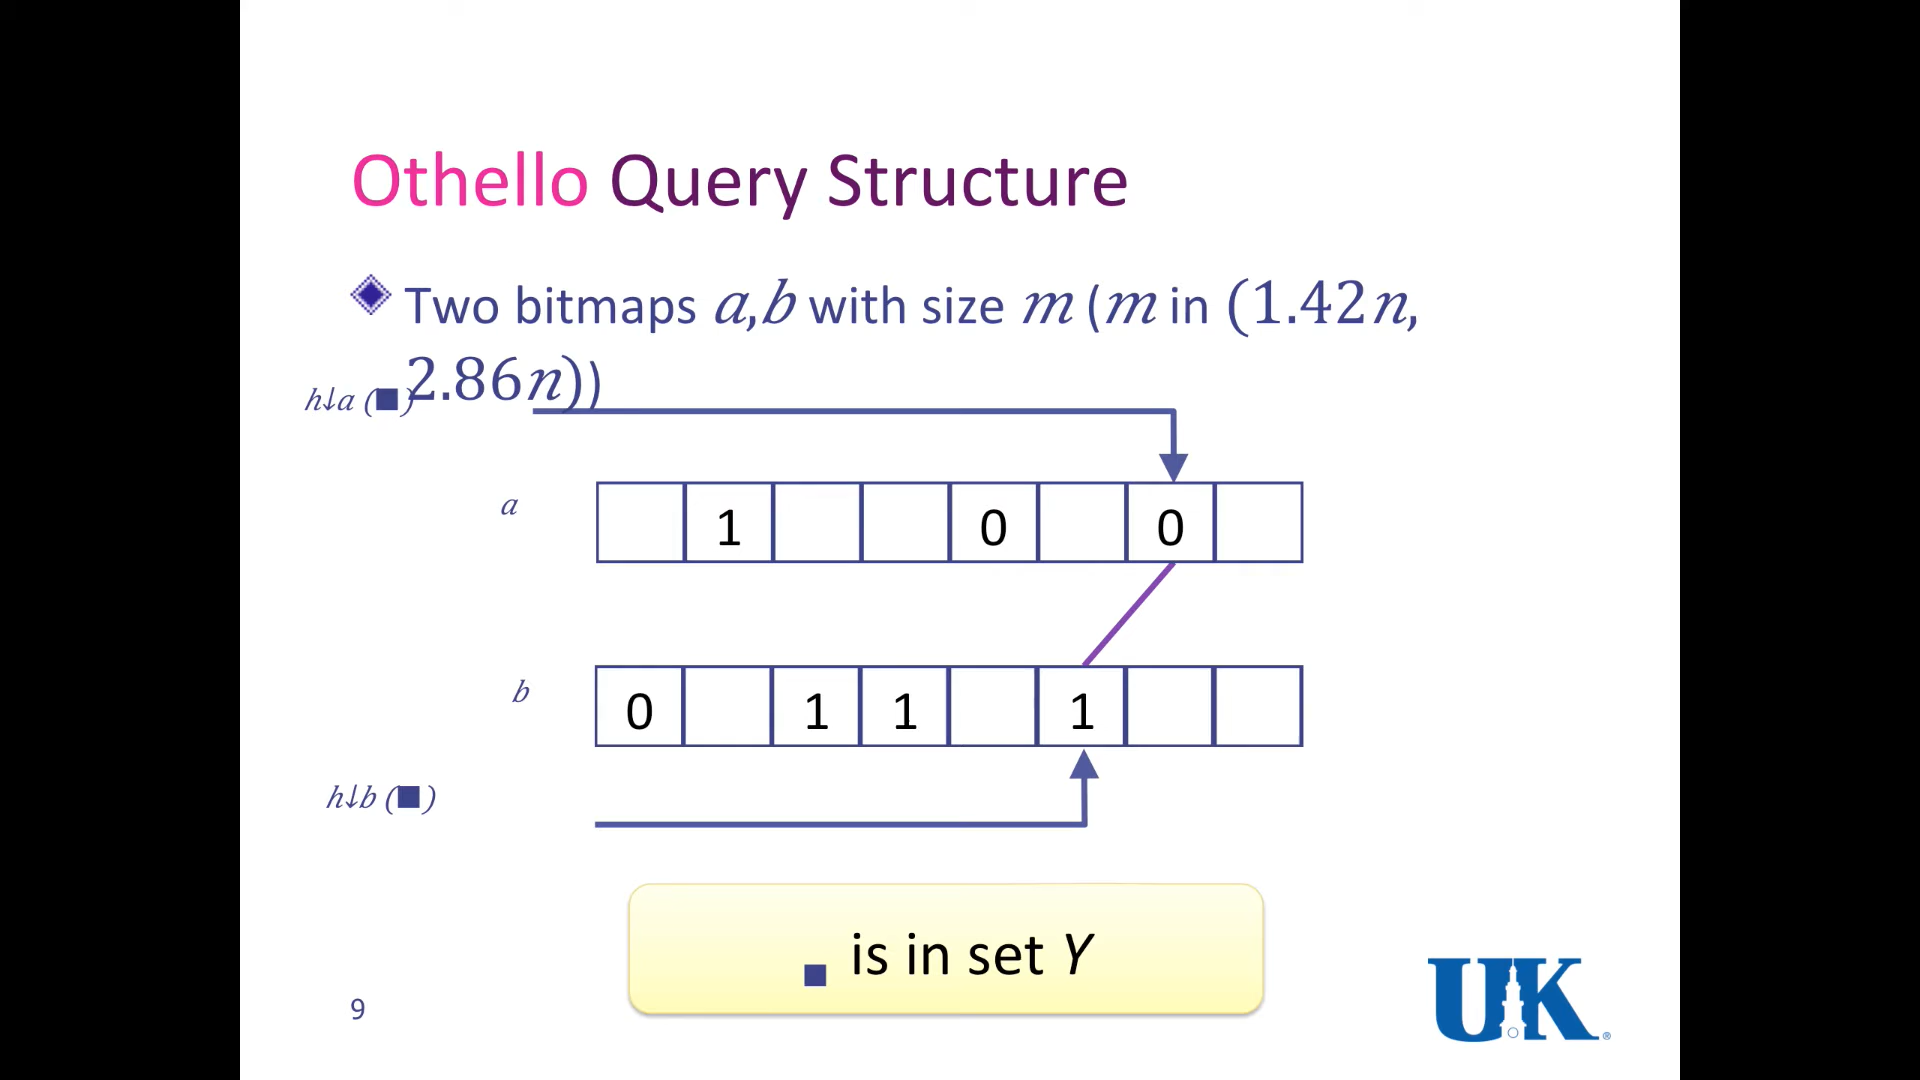 Othello Query Structure
Two bitmaps a,b with size m (m in (1.42n,
2.86n))
h↓a (■)
a
1 0 0
b
0 1 1 1
h↓b (■)
■ is in set Y
9
UK®